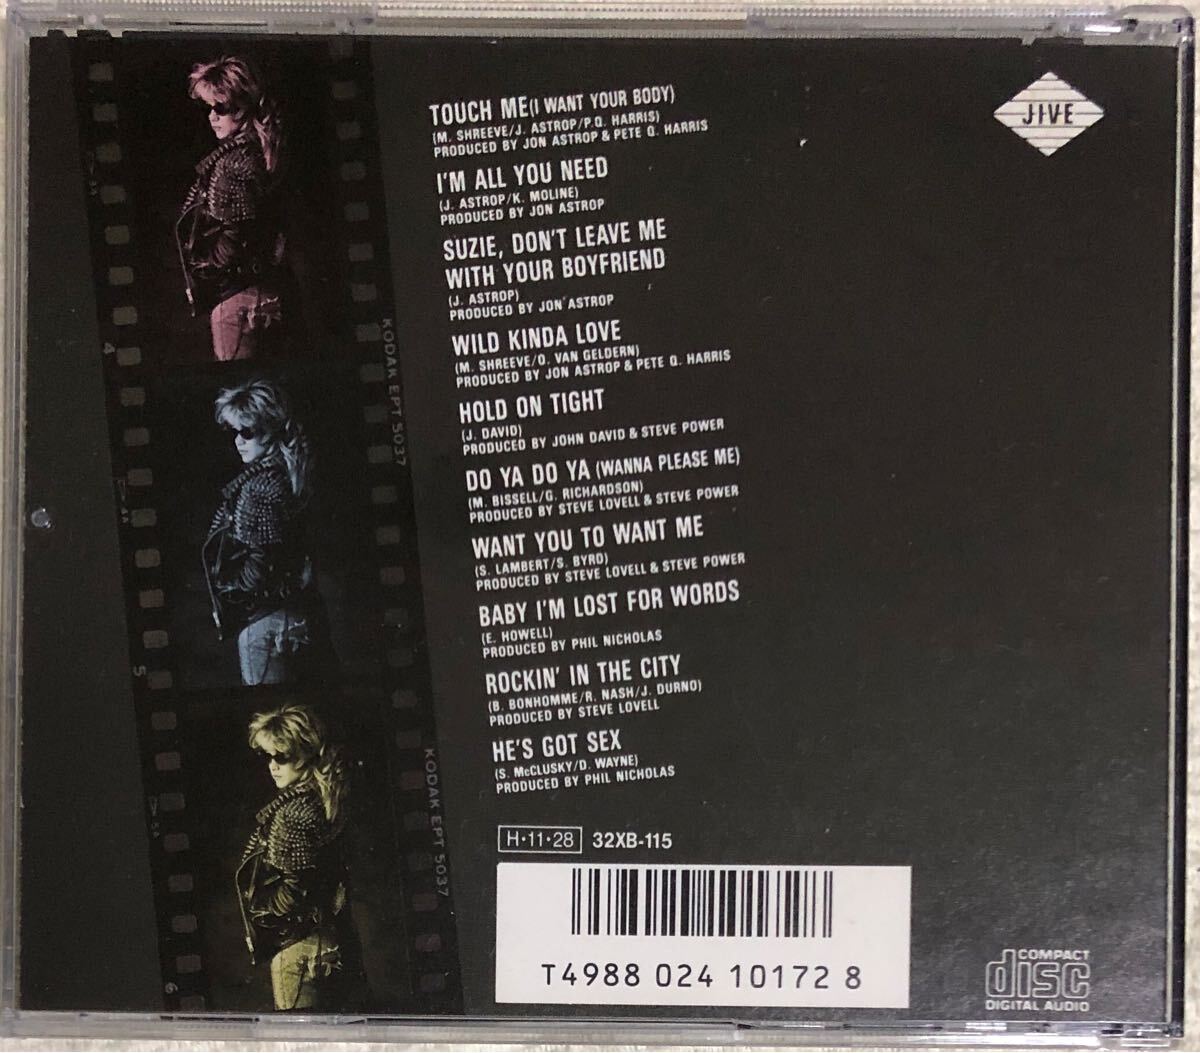 TOUCH ME(I WANT YOUR BODY)
(M. SHREEVE/J. ASTROP/P.Q. HARRIS)
PRODUCED BY JON ASTROP & PETE Q. HARRIS
I'M ALL YOU NEED
(J. ASTROP/K. MOLINE)
PRODUCED BY JON ASTROP
SUZIE, DON'T LEAVE ME
WITH YOUR BOYFRIEND
(J. ASTROP)
PRODUCED BY JON ASTROP
WILD KINDA LOVE
(M. SHREEVE/O. VAN GELDERN)
PRODUCED BY JON ASTROP & PETE Q. HARRIS
HOLD ON TIGHT
(J. DAVID)
PRODUCED BY JOHN DAVID & STEVE POWER
DO YA DO YA (WANNA PLEASE ME)
(M. BISSELL/G. RICHARDSON)
PRODUCED BY STEVE LOVELL & STEVE POWER
WANT YOU TO WANT ME
(S. LAMBERT/S. BYRD)
PRODUCED BY STEVE LOVELL & STEVE POWER
BABY I'M LOST FOR WORDS
(E. HOWELL)
PRODUCED BY PHIL NICHOLAS
ROCKIN' IN THE CITY
(B. BONHOMME/R. NASH/J. DURNO)
PRODUCED BY STEVE LOVELL
HE'S GOT SEX
(S. McCLUSKY/D. WAYNE)
PRODUCED BY PHIL NICHOLAS
JIVE
4
KODAK EPT 5037
5
KODAK EPT 5037
6
H·11·28 32XB-115
T4988 024 10172 8
COMPACT
disc
DIGITAL AUDIO